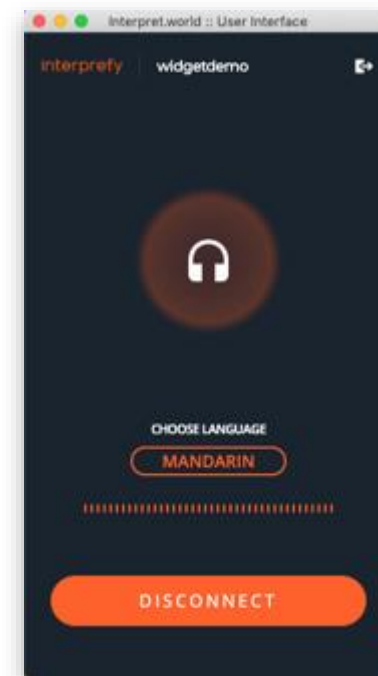 Interpret.world :: User Interface
interprefy widgetdemo
CHOOSE LANGUAGE
MANDARIN
DISCONNECT